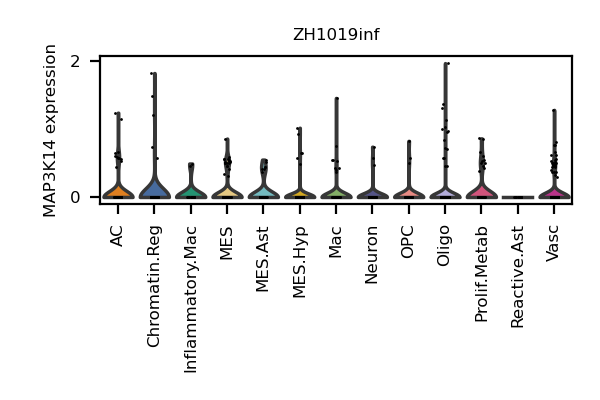 ZH1019inf
MAP3K14 expression
2
0
AC
Chromatin.Reg
Inflammatory.Mac
MES
MES.Ast
MES.Hyp
Mac
Neuron
OPC
Oligo
Prolif.Metab
Reactive.Ast
Vasc